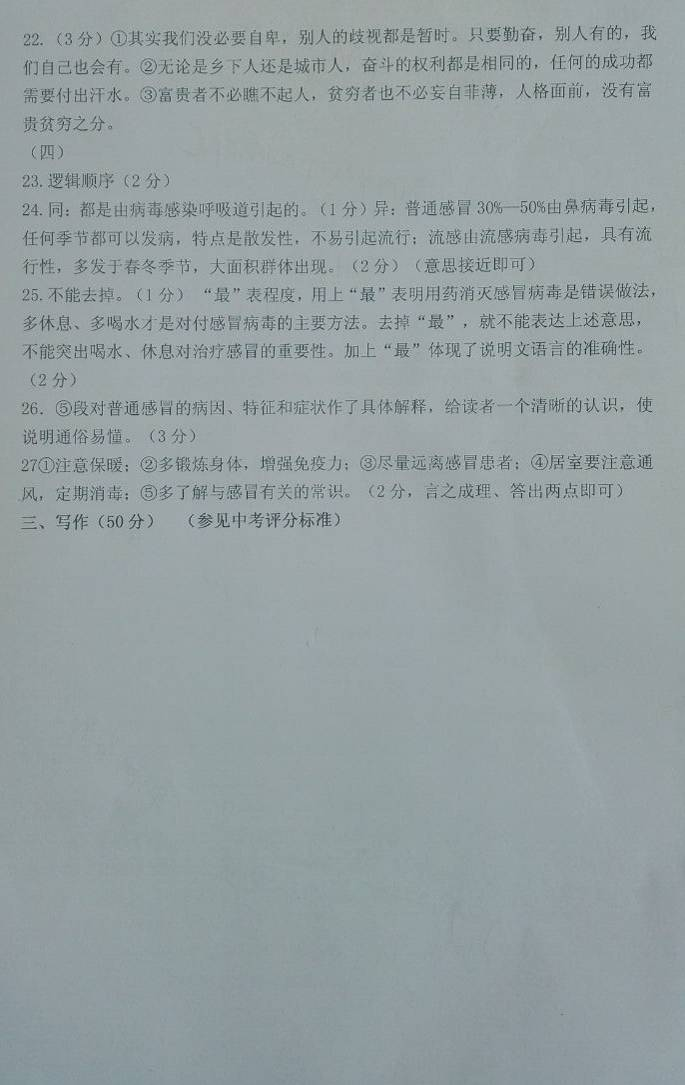 22.（3 分）①其实我们没必要自卑，别人的歧视都是暂时。只要勤奋，别人有的，我
们自己也会有。②无论是乡下人还是城市人，奋斗的权利都是相同的，任何的成功都
需要付出汗水。③富贵者不必瞧不起人，贫穷者也不必妄自菲薄，人格面前，没有富
贵贫穷之分。
（四）
23.逻辑顺序（2 分）
24.同：都是由病毒感染呼吸道引起的。（1 分）异：普通感冒 30%—50%由鼻病毒引起，
任何季节都可以发病，特点是散发性，不易引起流行；流感由流感病毒引起，具有流
行性，多发于春冬季节，大面积群体出现。（2 分）（意思接近即可）
25.不能去掉。（1 分）“最”表程度，用上“最”表明用药消灭感冒病毒是错误做法，
多休息、多喝水才是对付感冒病毒的主要方法。去掉“最”，就不能表达上述意思，
不能突出喝水、休息对治疗感冒的重要性。加上“最”体现了说明文语言的准确性。
（2 分）
26. ⑤段对普通感冒的病因、特征和症状作了具体解释，给读者一个清晰的认识，使
说明通俗易懂。（3 分）
27①注意保暖；②多锻炼身体，增强免疫力；③尽量远离感冒患者；④居室要注意通
风，定期消毒；⑤多了解与感冒有关的常识。（2 分，言之成理、答出两点即可）
三、写作（50 分）　（参见中考评分标准）